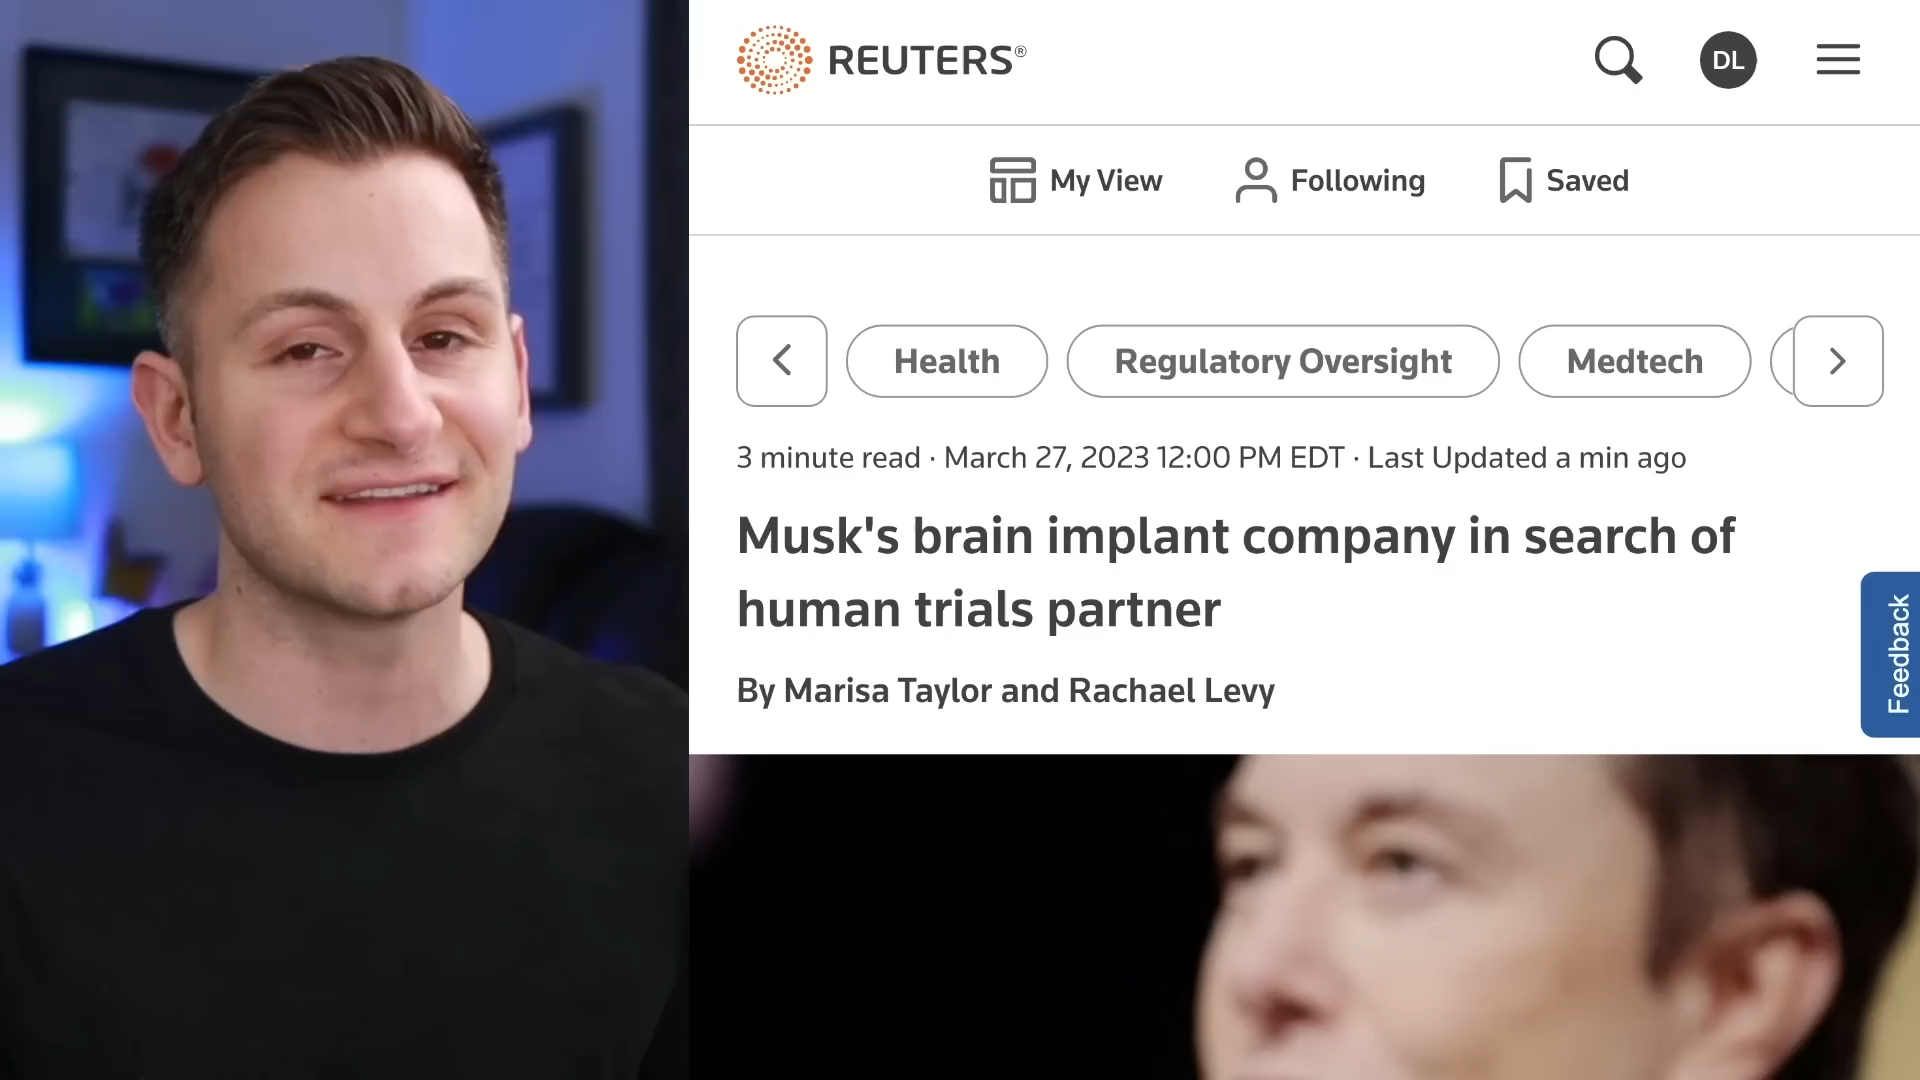 REUTERS®
DL
My View
Following
Saved
Health
Regulatory Oversight
Medtech
3 minute read · March 27, 2023 12:00 PM EDT · Last Updated a min ago
Musk's brain implant company in search of
human trials partner
By Marisa Taylor and Rachael Levy
Feedback